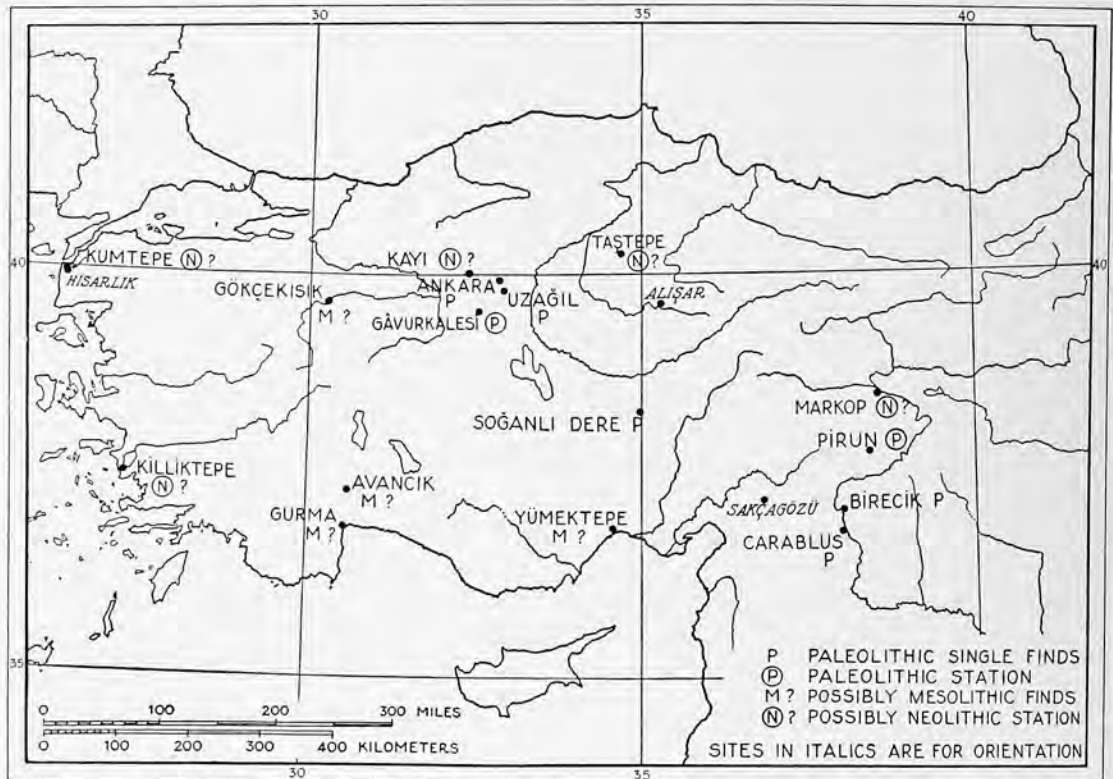 30
35
40
40
KUMTEPE Ⓝ ?
HISARLIK
KAYI Ⓝ ?
ANKARA
P
UZAĞIL
P
GÖKÇEKISIK
M ?
GÂVURKALESİ Ⓟ
TAŞTEPE
Ⓝ ?
ALIŞAR
40
SOĞANLI DERE P
MARKOP Ⓝ ?
PİRUN Ⓟ
KİLLİKTEPE
Ⓝ ?
AVANCIK
M ?
GURMA
M ?
YÜMEKTEPE
M ?
SAKÇAGÖZÜ
BİRECİK P
CARABLUS
P
35
P PALEOLITHIC SINGLE FINDS
Ⓟ PALEOLITHIC STATION
M ? POSSIBLY MESOLITHIC FINDS
Ⓝ ? POSSIBLY NEOLITHIC STATION
SITES IN ITALICS ARE FOR ORIENTATION
0 100 200 300 MILES
0 100 200 300 400 KILOMETERS
30
35
40